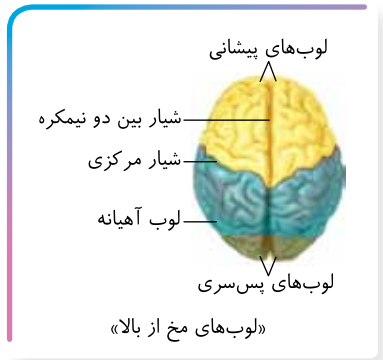 لوب‌های پیشانی
شیار بین دو نیمکره
شیار مرکزی
لوب آهیانه
لوب‌های پس‌سری
«لوب‌های مخ از بالا»